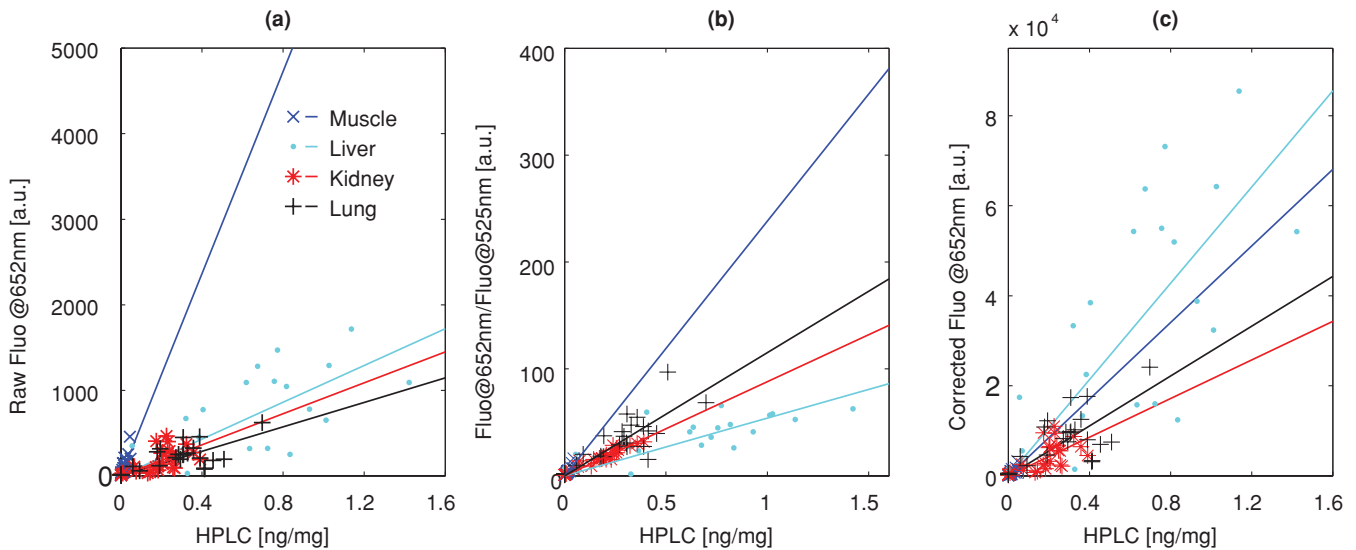 (a)
5000
4000
3000
2000
1000
0
0 0.4 0.8 1.2 1.6
Raw Fluo @652nm [a.u.]
HPLC [ng/mg]
Muscle
Liver
Kidney
Lung
(b)
400
300
200
100
0
0 0.5 1 1.5
Fluo@652nm/Fluo@525nm [a.u.]
HPLC [ng/mg]
(c)
x 10 4
8
6
4
2
0
0 0.4 0.8 1.2 1.6
Corrected Fluo @652nm [a.u.]
HPLC [ng/mg]